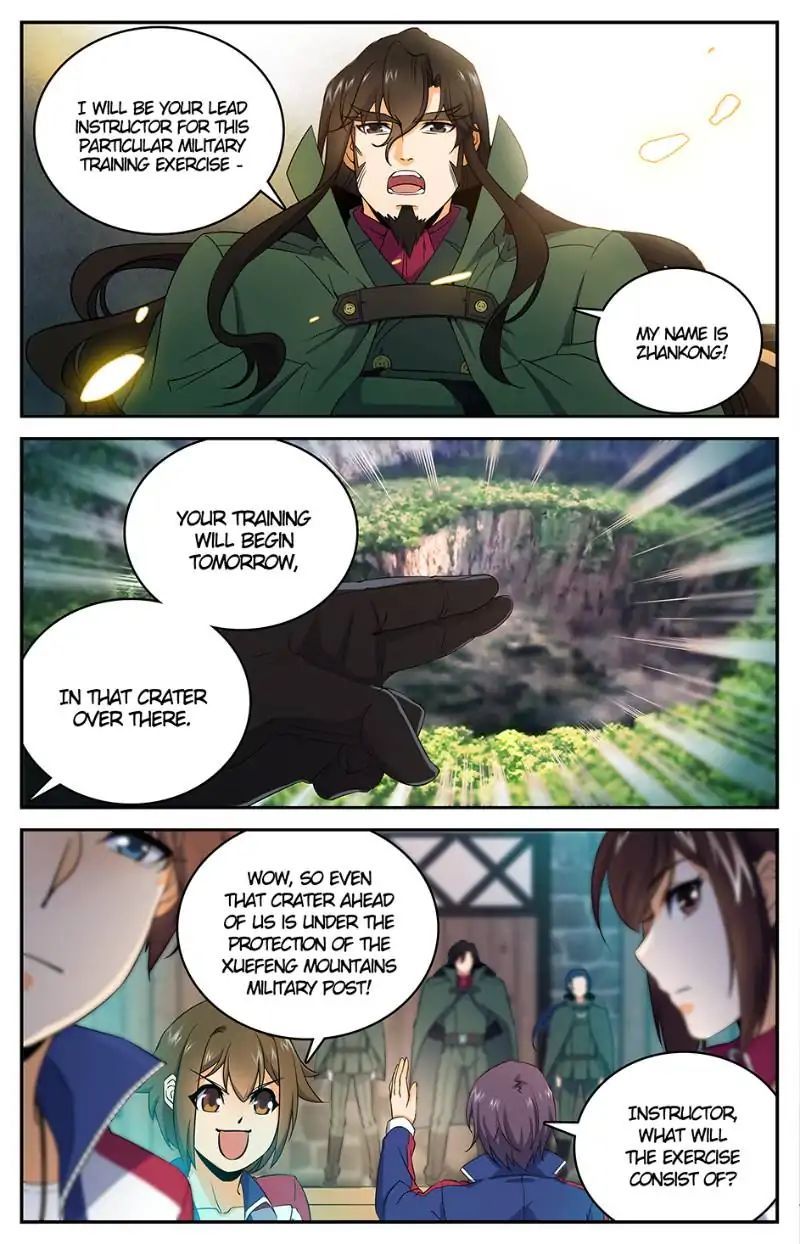 I WILL BE YOUR LEAD
INSTRUCTOR FOR THIS
PARTICULAR MILITARY
TRAINING EXERCISE -
MY NAME IS
ZHANKONG!
YOUR TRAINING
WILL BEGIN
TOMORROW,
IN THAT CRATER
OVER THERE.
WOW, SO EVEN
THAT CRATER AHEAD
OF US IS UNDER THE
PROTECTION OF THE
XUEFENG MOUNTAINS
MILITARY POST!
INSTRUCTOR,
WHAT WILL
THE EXERCISE
CONSIST OF?